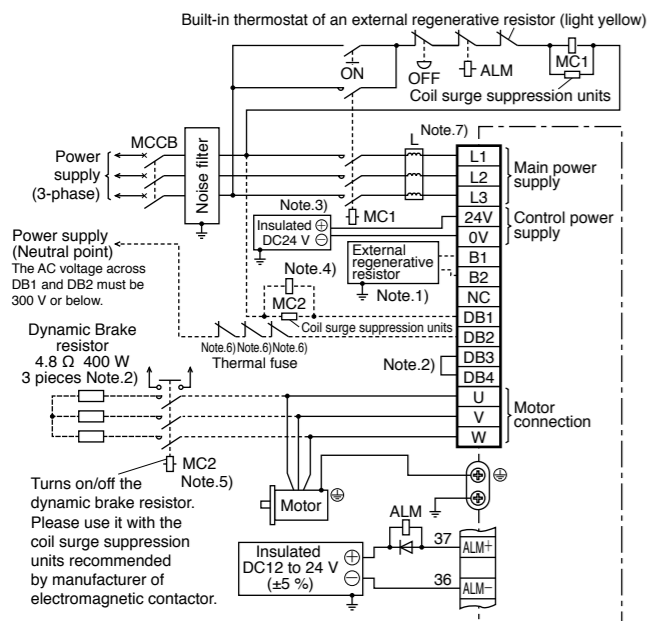 Built-in thermostat of an external regenerative resistor (light yellow)
ON
OFF
ALM
MC1
Coil surge suppression units
Note.7)
L
MCCB
Power
supply
(3-phase)
Noise filter
L1
L2
L3
Main power
supply
MC1
Note.3)
Insulated ⊕
DC24 V ⊖
24V
0V
Control power
supply
Power supply
(Neutral point)
The AC voltage across
DB1 and DB2 must be
300 V or below.
External
regenerative
resistor
Note.1)
B1
B2
NC
Note.4)
MC2
Coil surge suppression units
DB1
DB2
DB3
DB4
Note.6) Note.6) Note.6)
Thermal fuse
Note.2)
Dynamic Brake
resistor
4.8 Ω 400 W
3 pieces Note.2)
U
V
W
Motor
connection
MC2
Note.5)
Turns on/off the
dynamic brake resistor.
Please use it with the
coil surge suppression
units recommended
by manufacturer of
electromagnetic contactor.
Motor
ALM
Insulated
DC12 to 24 V
(±5 %)
37
ALM+
36
ALM−